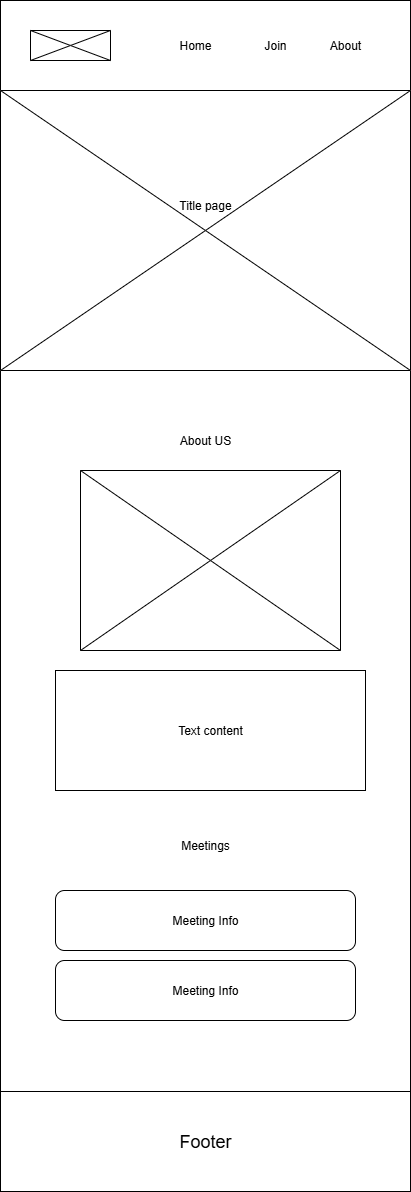 Home Join About
Title page
About US
Text content
Meetings
Meeting Info
Meeting Info
Footer